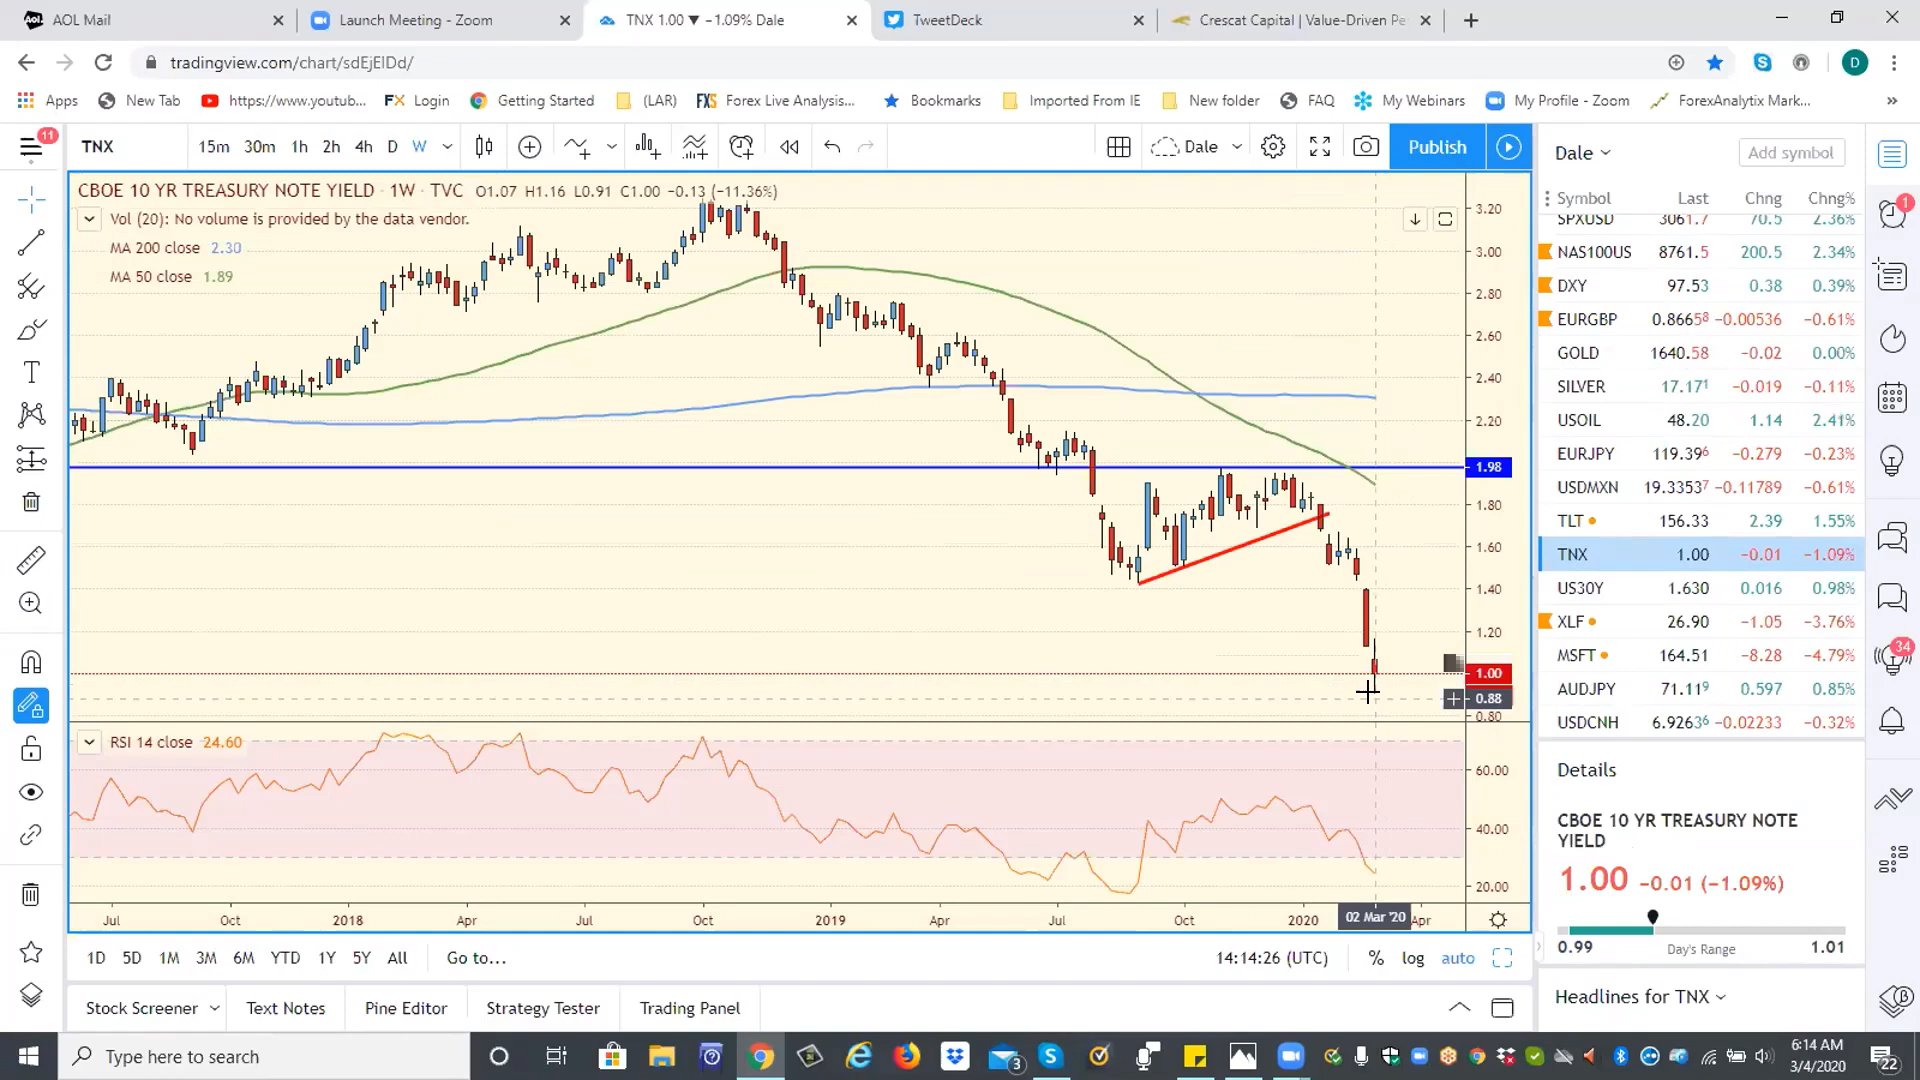 AOL Mail
Launch Meeting - Zoom
TNX 1.00 ▼ −1.09% Dale
TweetDeck
Crescat Capital | Value-Driven Pe
tradingview.com/chart/sdEjElDd/
D
Apps
New Tab
https://www.youtub...
FX Login
Getting Started
(LAR)
FXS Forex Live Analysis...
Bookmarks
Imported From IE
New folder
FAQ
My Webinars
My Profile - Zoom
ForexAnalytix Mark...
»
11
TNX
15m 30m 1h 2h 4h D W
Dale
Publish
CBOE 10 YR TREASURY NOTE YIELD · 1W · TVC O1.07 H1.16 L0.91 C1.00 −0.13 (−11.36%)
Vol (20): No volume is provided by the data vendor.
MA 200 close 2.30
MA 50 close 1.89
3.20
3.00
2.80
2.60
2.40
2.20
1.98
1.80
1.60
1.40
1.20
1.00
0.88
0.80
RSI 14 close 24.60
60.00
40.00
20.00
Jul Oct 2018 Apr Jul Oct 2019 Apr Jul Oct 2020 02 Mar '20 Apr
1D 5D 1M 3M 6M YTD 1Y 5Y All Go to...
14:14:26 (UTC) % log auto
Stock Screener
Text Notes
Pine Editor
Strategy Tester
Trading Panel
Dale
Add symbol
Symbol Last Chng Chng%
SPXUSD 3061.7 70.5 2.36%
NAS100US 8761.5 200.5 2.34%
DXY 97.53 0.38 0.39%
EURGBP 0.86658 −0.00536 −0.61%
GOLD 1640.58 −0.02 0.00%
SILVER 17.171 −0.019 −0.11%
USOIL 48.20 1.14 2.41%
EURJPY 119.396 −0.279 −0.23%
USDMXN 19.33537 −0.11789 −0.61%
TLT 156.33 2.39 1.55%
TNX 1.00 −0.01 −1.09%
US30Y 1.630 0.016 0.98%
XLF 26.90 −1.05 −3.76%
MSFT 164.51 −8.28 −4.79%
AUDJPY 71.119 0.597 0.85%
USDCNH 6.92636 −0.02233 −0.32%
Details
CBOE 10 YR TREASURY NOTE
YIELD
1.00 −0.01 (−1.09%)
0.99 Day's Range 1.01
Headlines for TNX
1
34
Type here to search
3
6:14 AM
3/4/2020
22